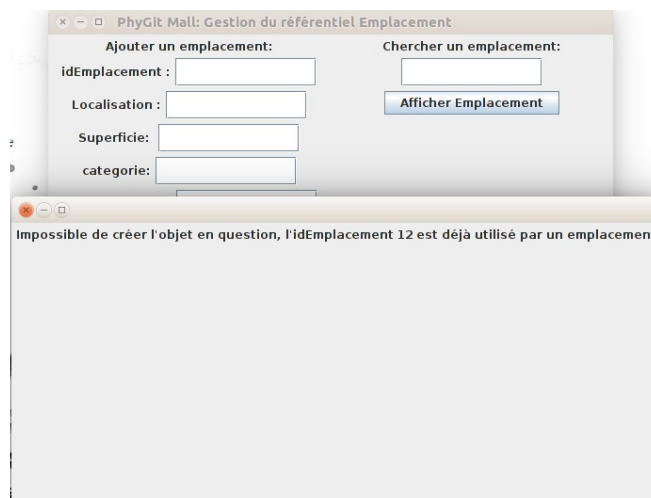 PhyGit Mall: Gestion du référentiel Emplacement
Ajouter un emplacement:
Chercher un emplacement:
idEmplacement :
Localisation :
Afficher Emplacement
Superficie:
categorie:
Impossible de créer l'objet en question, l'idEmplacement 12 est déjà utilisé par un emplacemen